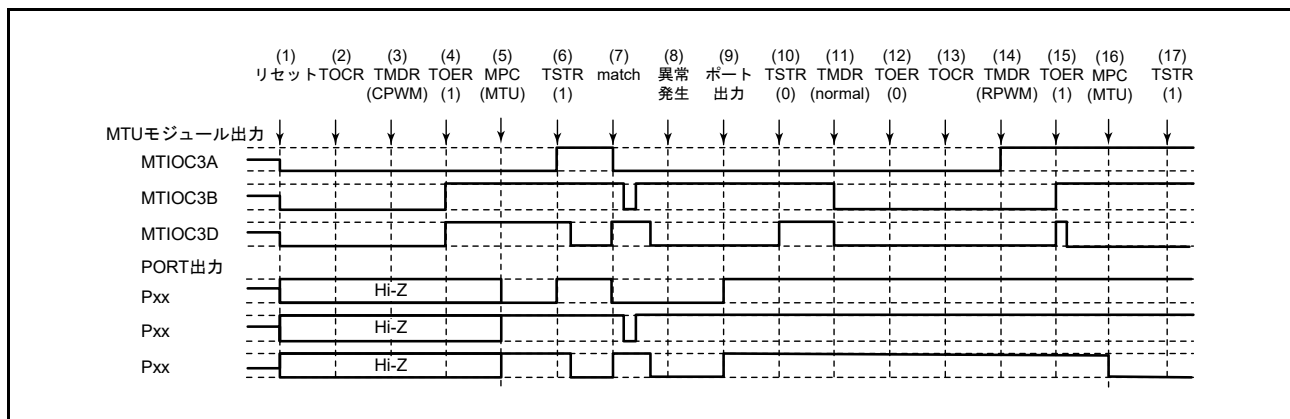 (1) (2) (3) (4) (5) (6) (7) (8) (9) (10) (11) (12) (13) (14) (15) (16) (17)
リセット TOCR TMDR TOER MPC TSTR match 異常 ポート TSTR TMDR TOER TOCR TMDR TOER MPC TSTR
(CPWM) (1) (MTU) (1) 発生 出力 (0) (normal) (0) (RPWM) (1) (MTU) (1)
MTUモジュール出力
MTIOC3A
MTIOC3B
MTIOC3D
PORT出力
Pxx Hi-Z
Pxx Hi-Z
Pxx Hi-Z